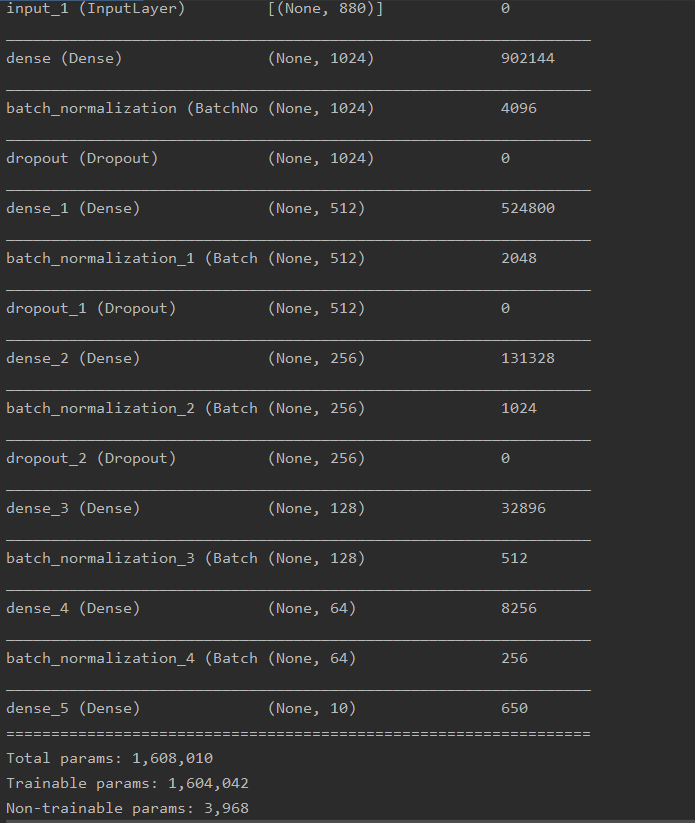 input_1 (InputLayer) [(None, 880)] 0
_________________________________________________________________
dense (Dense) (None, 1024) 902144
_________________________________________________________________
batch_normalization (BatchNo (None, 1024) 4096
_________________________________________________________________
dropout (Dropout) (None, 1024) 0
_________________________________________________________________
dense_1 (Dense) (None, 512) 524800
_________________________________________________________________
batch_normalization_1 (Batch (None, 512) 2048
_________________________________________________________________
dropout_1 (Dropout) (None, 512) 0
_________________________________________________________________
dense_2 (Dense) (None, 256) 131328
_________________________________________________________________
batch_normalization_2 (Batch (None, 256) 1024
_________________________________________________________________
dropout_2 (Dropout) (None, 256) 0
_________________________________________________________________
dense_3 (Dense) (None, 128) 32896
_________________________________________________________________
batch_normalization_3 (Batch (None, 128) 512
_________________________________________________________________
dense_4 (Dense) (None, 64) 8256
_________________________________________________________________
batch_normalization_4 (Batch (None, 64) 256
_________________________________________________________________
dense_5 (Dense) (None, 10) 650
=================================================================
Total params: 1,608,010
Trainable params: 1,604,042
Non-trainable params: 3,968